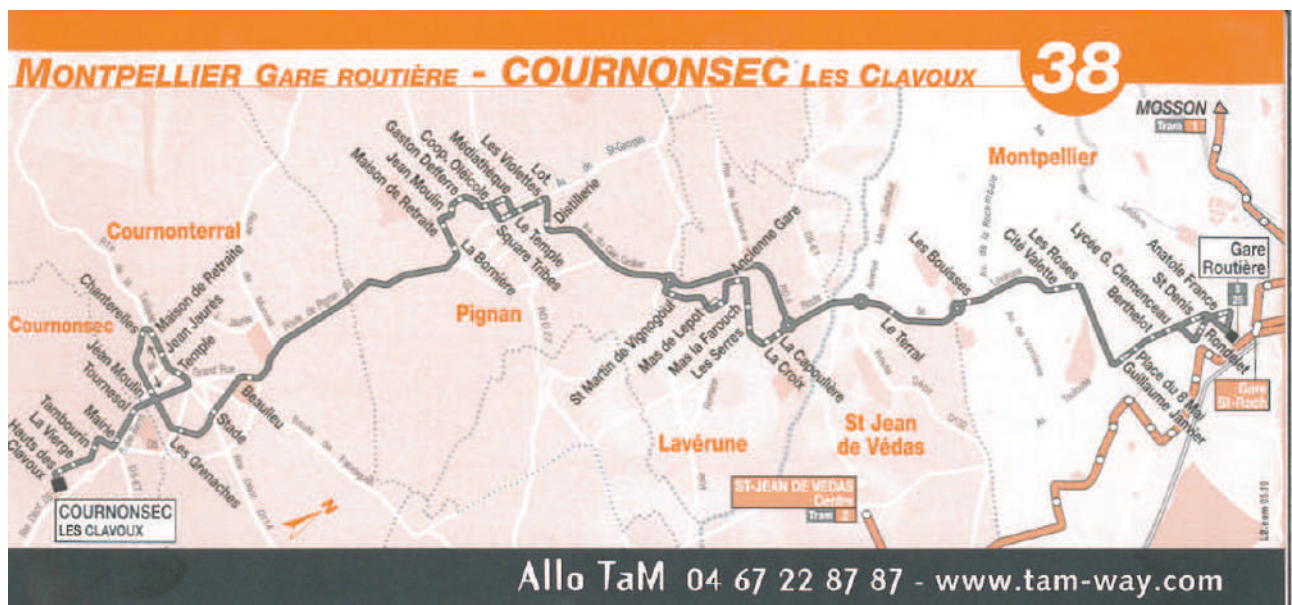 MONTPELLIER GARE ROUTIÈRE - COURNONSEC LES CLAVOUX
38
MOSSON
Tram 1
Montpellier
Gare
Routière
Gare
St-Roch
Anatole France
St Denis
Rondelet
Lycée G. Clemenceau
Berthelot
Place du 8 Mai
Guillaume Janvier
Les Roses
Cité Valette
Les Bouisses
Le Terral
La Capoulière
La Croix
Ancienne Gare
Les Serres
Mas la Farouch
Mas de Lepot
St Martin de Vignogoul
Distillerie
Lot.
Les Violettes
Le Temple
Square Tribes
Médiathèque
Coop. Oléicole
Gaston Defferre
Jean Moulin
Maison de Retraite
La Bornière
Pignan
Lavérune
St Jean
de Védas
ST-JEAN DE VEDAS
Centre
Tram 2
Cournonterral
Cournonsec
Beaulieu
Stade
Les Grenaches
Maison de Retraite
Jean Jaurès
Temple
Chanterelles
Jean Moulin
Tournesol
Mairie
Tambourin
La Vierge
Hauts des
Clavoux
COURNONSEC
LES CLAVOUX
Grand Rue
Route de Pignan
N
Allo TaM 04 67 22 87 87 - www.tam-way.com